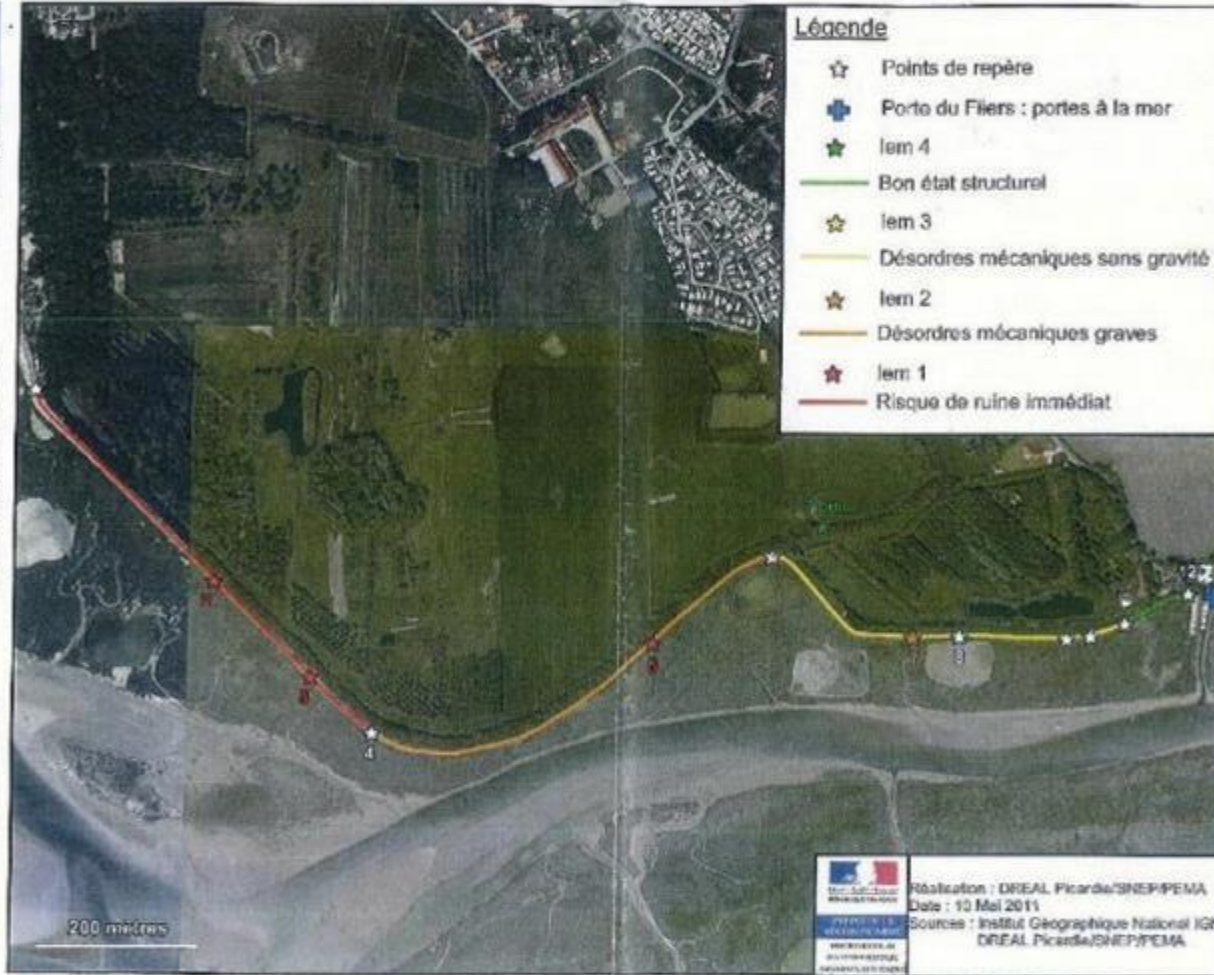 Légende
Points de repère
Porte du Fliers : portes à la mer
Iem 4
Bon état structurel
Iem 3
Désordres mécaniques sans gravité
Iem 2
Désordres mécaniques graves
Iem 1
Risque de ruine immédiat
4
200 mètres
Réalisation : DREAL Picardie/SNEP/PEMA
Date : 10 Mai 2011
Sources : Institut Géographique National
DREAL Picardie/SNEP/PEMA